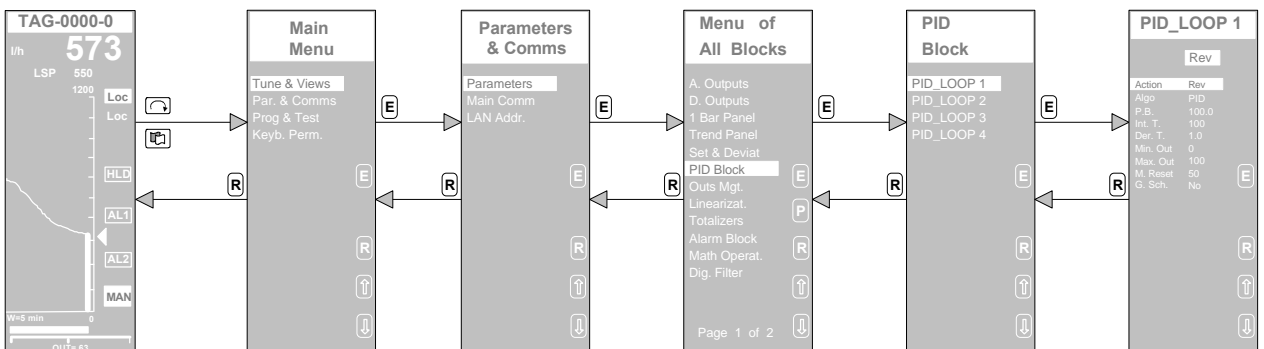 TAG-0000-0
l/h 573
LSP 550
1200
Loc
Loc
HLD
AL1
AL2
MAN
W=5 min 0
OUT= 63
R
Main
Menu
Tune & Views
Par. & Comms
Prog & Test
Keyb. Perm.
E
R
E
R
Parameters
& Comms
Parameters
Main Comm
LAN Addr.
E
R
E
R
Menu of
All Blocks
A. Outputs
D. Outputs
1 Bar Panel
Trend Panel
Set & Deviat
PID Block
Outs Mgt.
Linearizat.
Totalizers
Alarm Block
Math Operat.
Dig. Filter
Page 1 of 2
E
P
R
E
R
PID
Block
PID_LOOP 1
PID_LOOP 2
PID_LOOP 3
PID_LOOP 4
E
R
E
R
PID_LOOP 1
Rev
Action Rev
Algo PID
P.B. 100.0
Int. T. 100
Der. T. 1.0
Min. Out 0
Max. Out 100
M. Reset 50
G. Sch. No
E
R